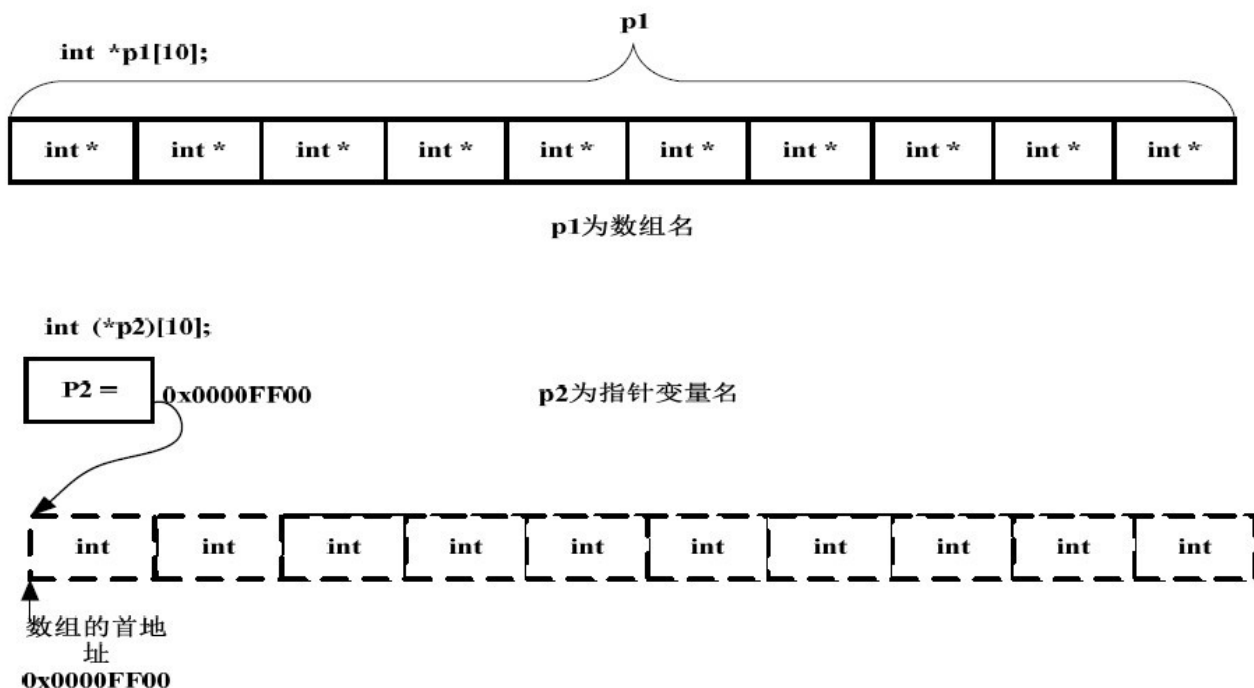 p1
int *p1[10];
int * int * int * int * int * int * int * int * int * int *
p1为数组名
int (*p2)[10];
P2 = 0x0000FF00 p2为指针变量名
int int int int int int int int int int
数组的首地
址
0x0000FF00